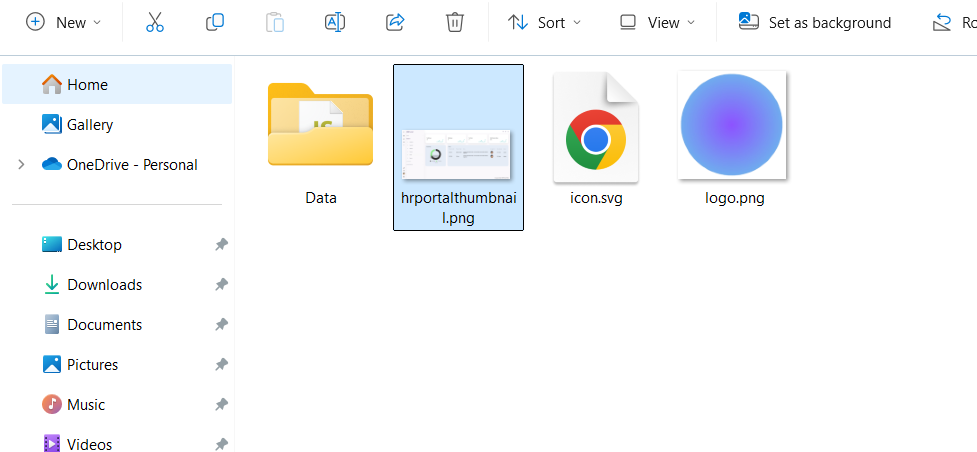 New
Sort
View
Set as background
Home
Gallery
OneDrive - Personal
Desktop
Downloads
Documents
Pictures
Music
Videos
Data
hrportalthumbnai
l.png
icon.svg
logo.png